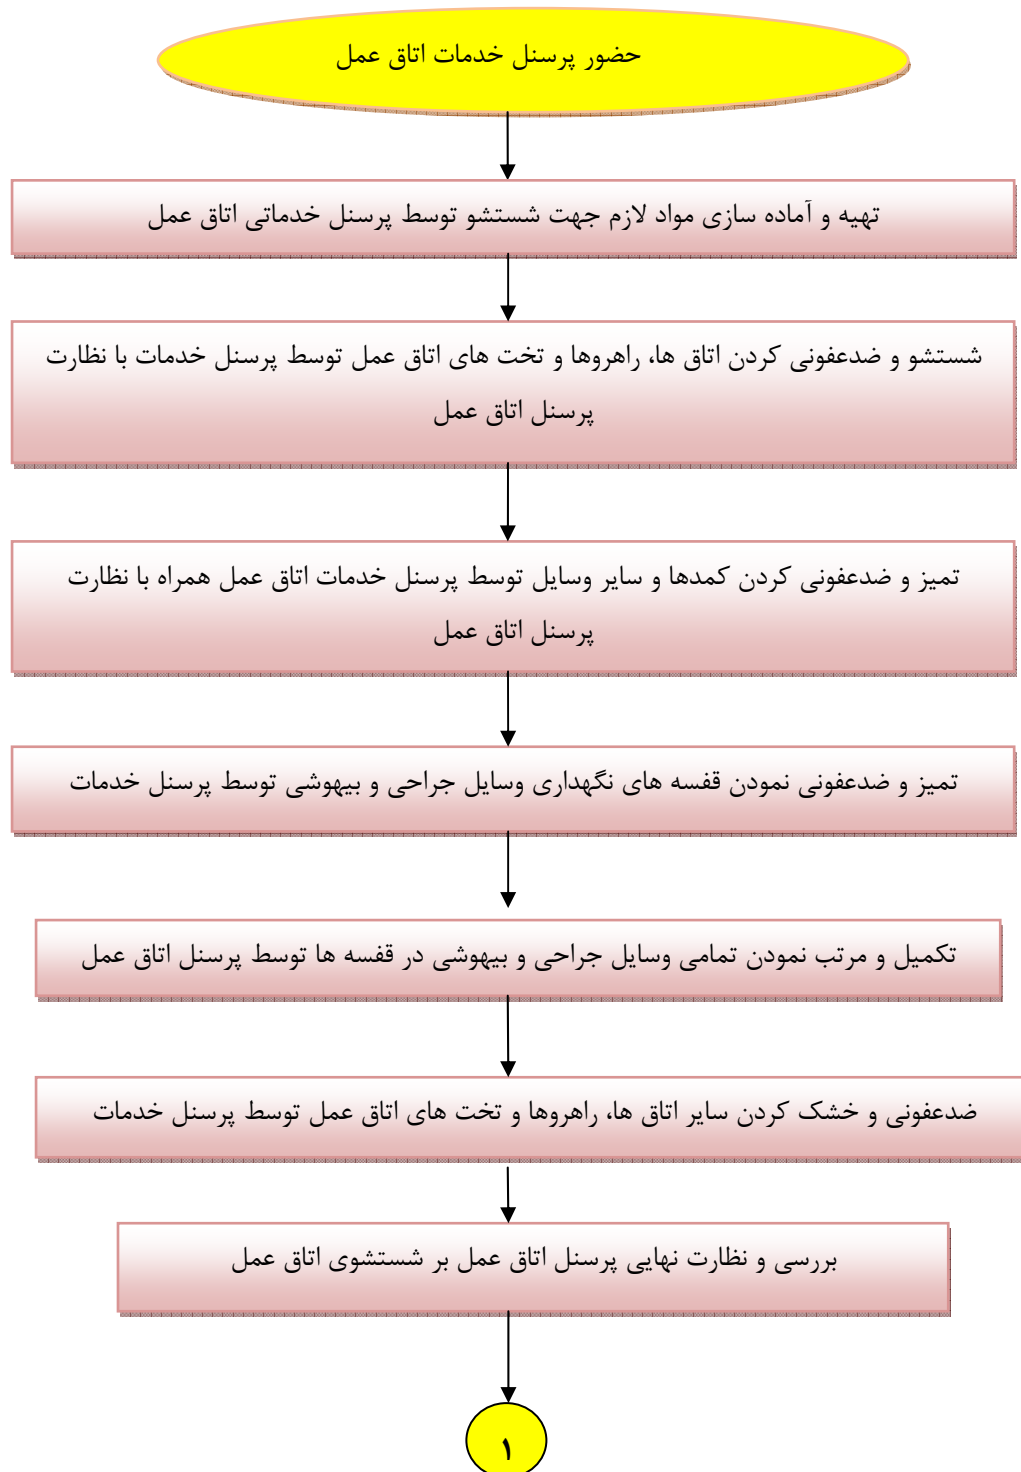 حضور پرسنل خدمات اتاق عمل
تهیه و آماده سازی مواد لازم جهت شستشو توسط پرسنل خدماتی اتاق عمل
شستشو و ضدعفونی کردن اتاق ها، راهروها و تخت های اتاق عمل توسط پرسنل خدمات با نظارت
پرسنل اتاق عمل
تمیز و ضدعفونی کردن کمدها و سایر وسایل توسط پرسنل خدمات اتاق عمل همراه با نظارت
پرسنل اتاق عمل
تمیز و ضدعفونی نمودن قفسه های نگهداری وسایل جراحی و بیهوشی توسط پرسنل خدمات
تکمیل و مرتب نمودن تمامی وسایل جراحی و بیهوشی در قفسه ها توسط پرسنل اتاق عمل
ضدعفونی و خشک کردن سایر اتاق ها، راهروها و تخت های اتاق عمل توسط پرسنل خدمات
بررسی و نظارت نهایی پرسنل اتاق عمل بر شستشوی اتاق عمل
۱